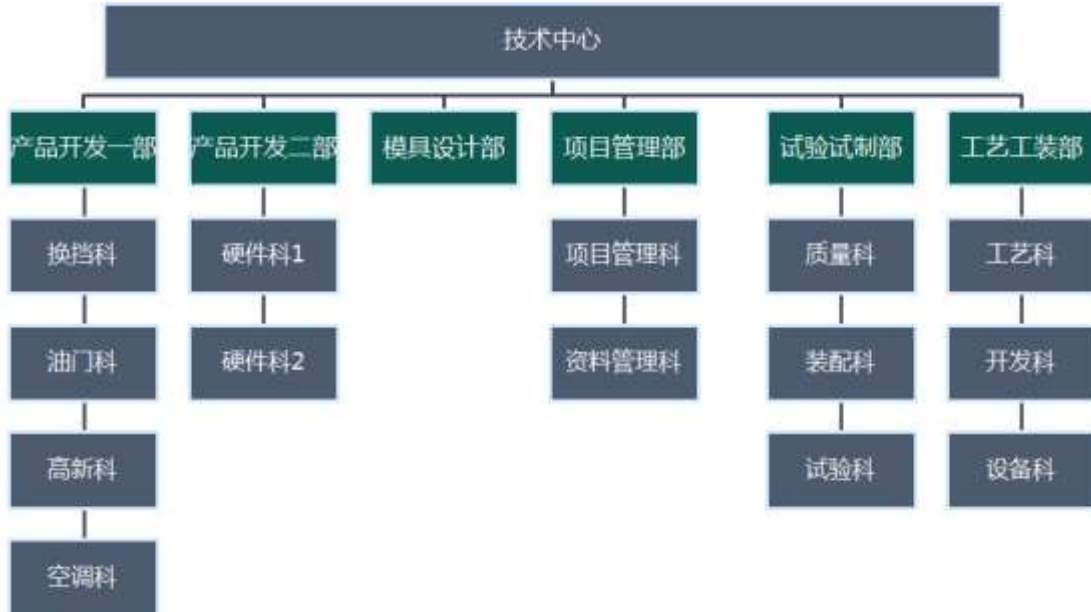 技术中心
产品开发一部
产品开发二部
模具设计部
项目管理部
试验试制部
工艺工装部
换挡科
硬件科1
项目管理科
质量科
工艺科
油门科
硬件科2
资料管理科
装配科
开发科
高新科
试验科
设备科
空调科